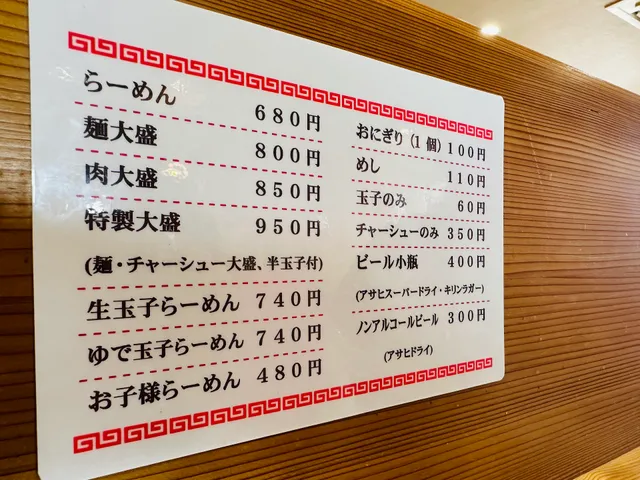 らーめん 680円
麺大盛 800円
肉大盛 850円
特製大盛 950円
(麺・チャーシュー大盛、半玉子付)
生玉子らーめん 740円
ゆで玉子らーめん 740円
お子様らーめん 480円
おにぎり(1個) 100円
めし 110円
玉子のみ 60円
チャーシューのみ 350円
ビール小瓶 400円
(アサヒスーパードライ・キリンラガー)
ノンアルコールビール 300円
(アサヒドライ)